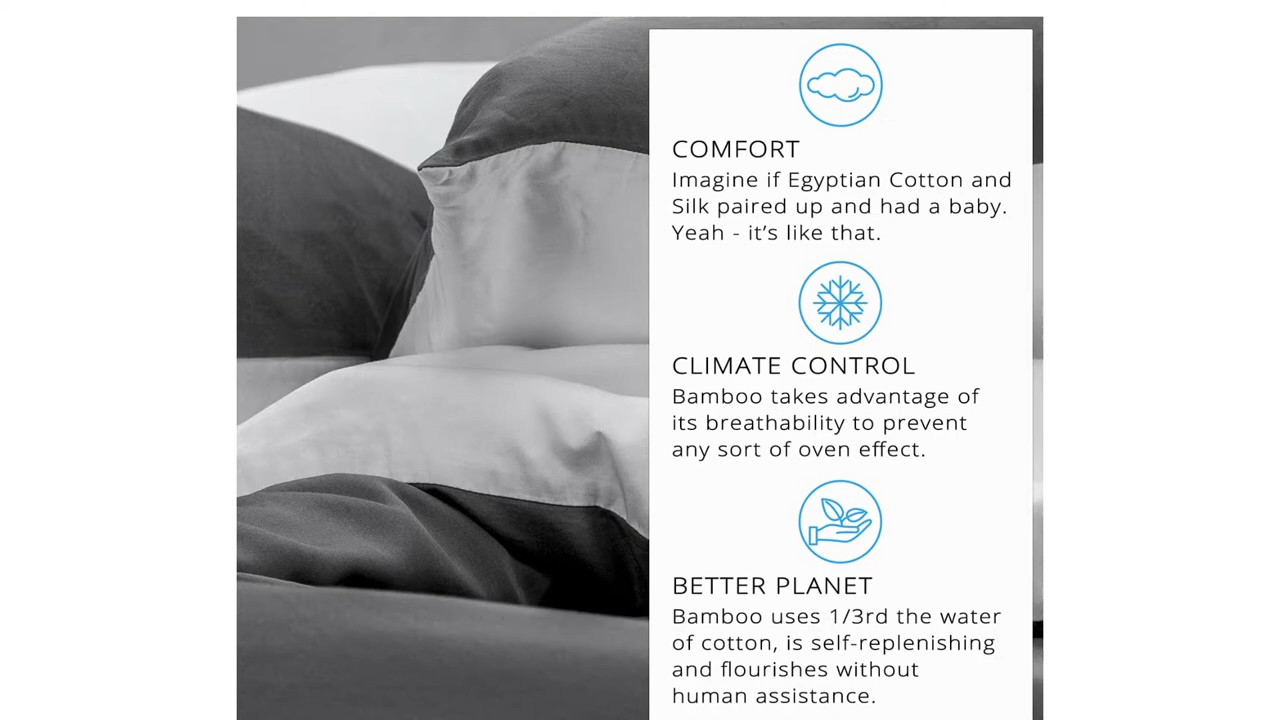 COMFORT
Imagine if Egyptian Cotton and
Silk paired up and had a baby.
Yeah - it’s like that.
CLIMATE CONTROL
Bamboo takes advantage of
its breathability to prevent
any sort of oven effect.
BETTER PLANET
Bamboo uses 1/3rd the water
of cotton, is self-replenishing
and flourishes without
human assistance.